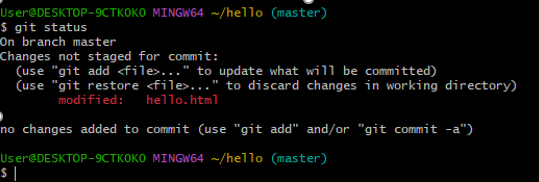 User@DESKTOP-9CTKOKO MINGW64 ~/hello (master)
$ git status
On branch master
Changes not staged for commit:
  (use "git add <file>..." to update what will be committed)
  (use "git restore <file>..." to discard changes in working directory)
        modified:   hello.html

no changes added to commit (use "git add" and/or "git commit -a")

User@DESKTOP-9CTKOKO MINGW64 ~/hello (master)
$